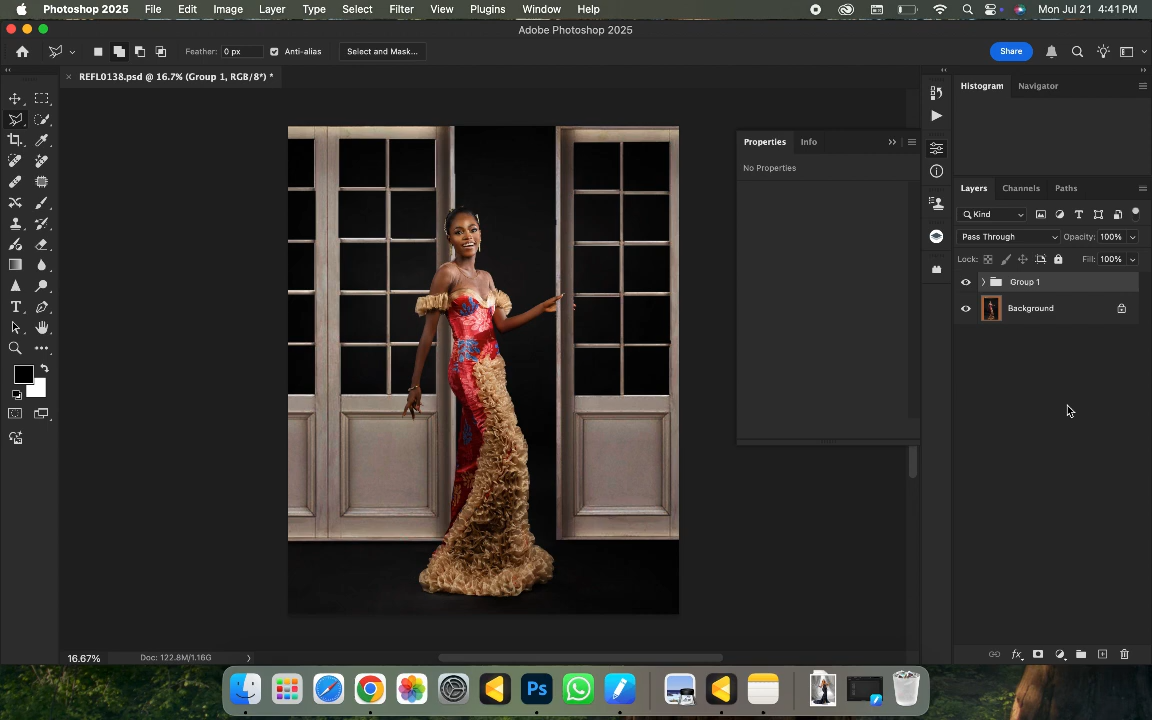 Photoshop 2025 File Edit Image Layer Type Select Filter View Plugins Window Help Mon Jul 21 4:41 PM
Adobe Photoshop 2025
Feather: 0 px Anti-alias Select and Mask... Share
REFL0138.psd @ 16.7% (Group 1, RGB/8*) *
Histogram Navigator
Properties Info
No Properties
Layers Channels Paths
Kind
Pass Through Opacity: 100%
Lock: Fill: 100%
Group 1
Background
T
16.67% Doc: 122.8M/1.16G
fx
Ps